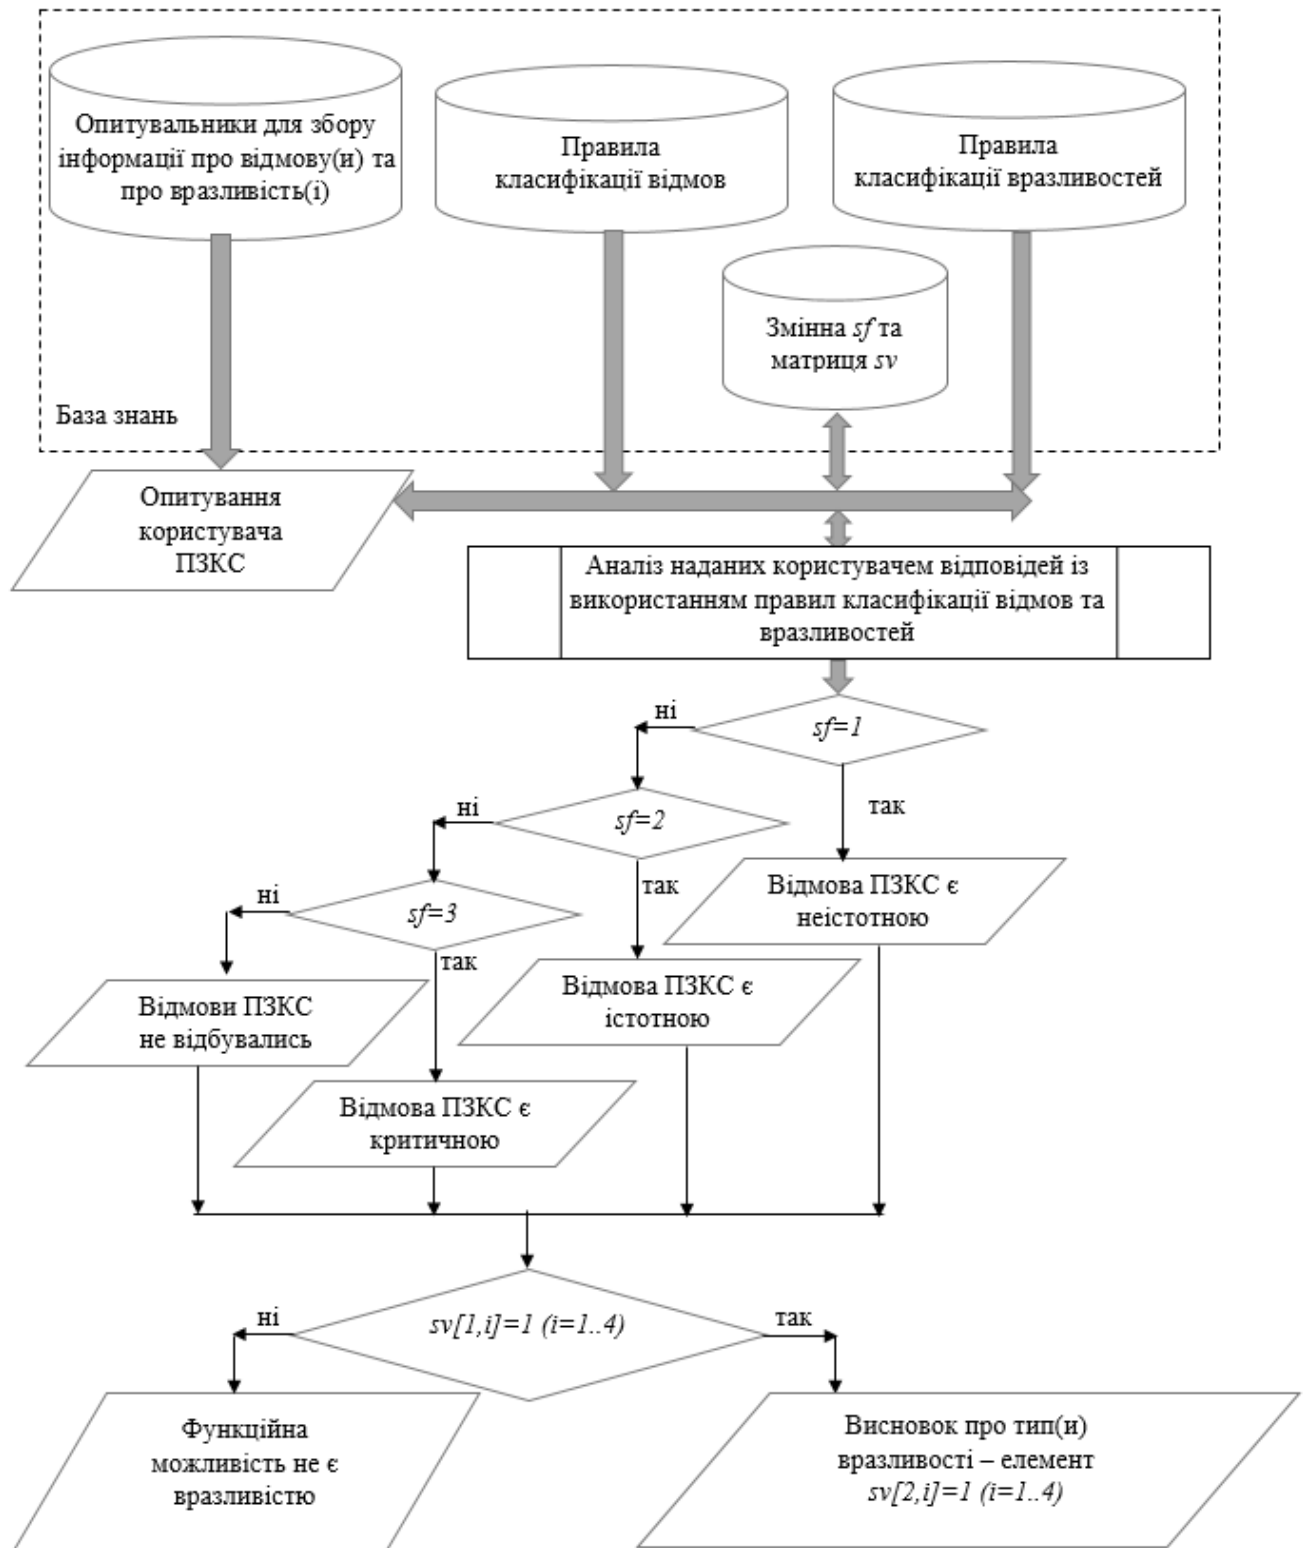 Опитувальники для збору
інформації про відмову(и) та
про вразливість(і)
Правила
класифікації відмов
Правила
класифікації вразливостей
Змінна sf та
матриця sv
База знань
Опитування
користувача
ПЗКС
Аналіз наданих користувачем відповідей із
використанням правил класифікації відмов та
вразливостей
ні
sf=1
так
ні
sf=2
так
Відмова ПЗКС є
неістотною
ні
sf=3
так
Відмова ПЗКС є
істотною
Відмови ПЗКС
не відбувались
Відмова ПЗКС є
критичною
ні
sv[1,i]=1 (i=1..4)
так
Функційна
можливість не є
вразливістю
Висновок про тип(и)
вразливості – елемент
sv[2,i]=1 (i=1..4)